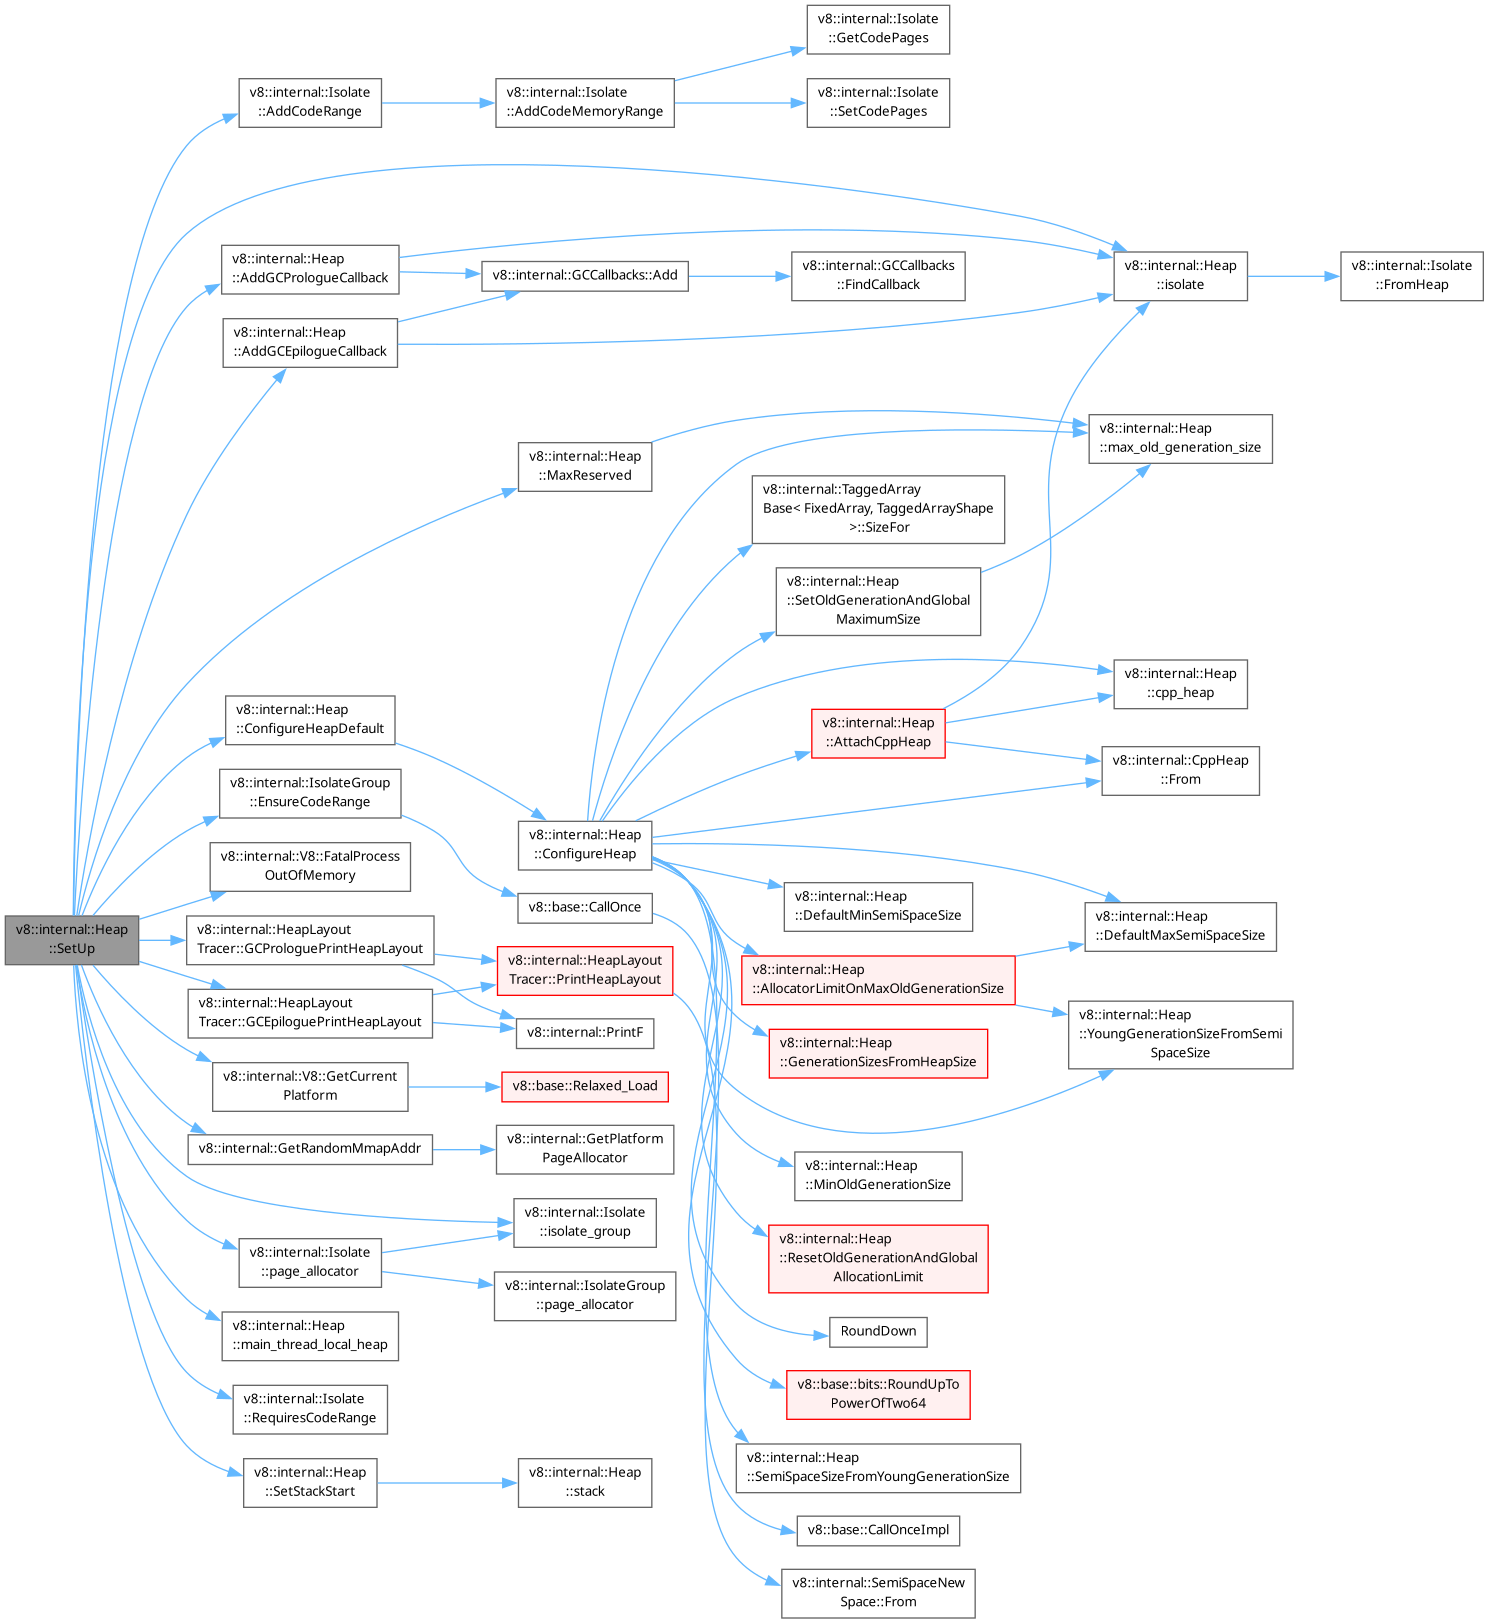 v8::internal::Heap
::SetUp
v8::internal::Isolate
::AddCodeRange
v8::internal::Isolate
::AddCodeMemoryRange
v8::internal::Isolate
::GetCodePages
v8::internal::Isolate
::SetCodePages
v8::internal::Heap
::AddGCPrologueCallback
v8::internal::Heap
::AddGCEpilogueCallback
v8::internal::GCCallbacks::Add
v8::internal::GCCallbacks
::FindCallback
v8::internal::Heap
::isolate
v8::internal::Isolate
::FromHeap
v8::internal::Heap
::MaxReserved
v8::internal::Heap
::max_old_generation_size
v8::internal::TaggedArray
Base< FixedArray, TaggedArrayShape
>::SizeFor
v8::internal::Heap
::SetOldGenerationAndGlobal
MaximumSize
v8::internal::Heap
::cpp_heap
v8::internal::Heap
::AttachCppHeap
v8::internal::CppHeap
::From
v8::internal::Heap
::ConfigureHeapDefault
v8::internal::IsolateGroup
::EnsureCodeRange
v8::internal::Heap
::ConfigureHeap
v8::internal::V8::FatalProcess
OutOfMemory
v8::base::CallOnce
v8::internal::Heap
::DefaultMinSemiSpaceSize
v8::internal::Heap
::DefaultMaxSemiSpaceSize
v8::internal::HeapLayout
Tracer::GCProloguePrintHeapLayout
v8::internal::HeapLayout
Tracer::PrintHeapLayout
v8::internal::Heap
::AllocatorLimitOnMaxOldGenerationSize
v8::internal::HeapLayout
Tracer::GCEpiloguePrintHeapLayout
v8::internal::PrintF
v8::internal::Heap
::GenerationSizesFromHeapSize
v8::internal::Heap
::YoungGenerationSizeFromSemi
SpaceSize
v8::internal::V8::GetCurrent
Platform
v8::base::Relaxed_Load
v8::internal::GetRandomMmapAddr
v8::internal::GetPlatform
PageAllocator
v8::internal::Heap
::MinOldGenerationSize
v8::internal::Isolate
::isolate_group
v8::internal::Isolate
::page_allocator
v8::internal::IsolateGroup
::page_allocator
v8::internal::Heap
::ResetOldGenerationAndGlobal
AllocationLimit
v8::internal::Heap
::main_thread_local_heap
RoundDown
v8::internal::Isolate
::RequiresCodeRange
v8::base::bits::RoundUpTo
PowerOfTwo64
v8::internal::Heap
::SetStackStart
v8::internal::Heap
::stack
v8::internal::Heap
::SemiSpaceSizeFromYoungGenerationSize
v8::base::CallOnceImpl
v8::internal::SemiSpaceNew
Space::From